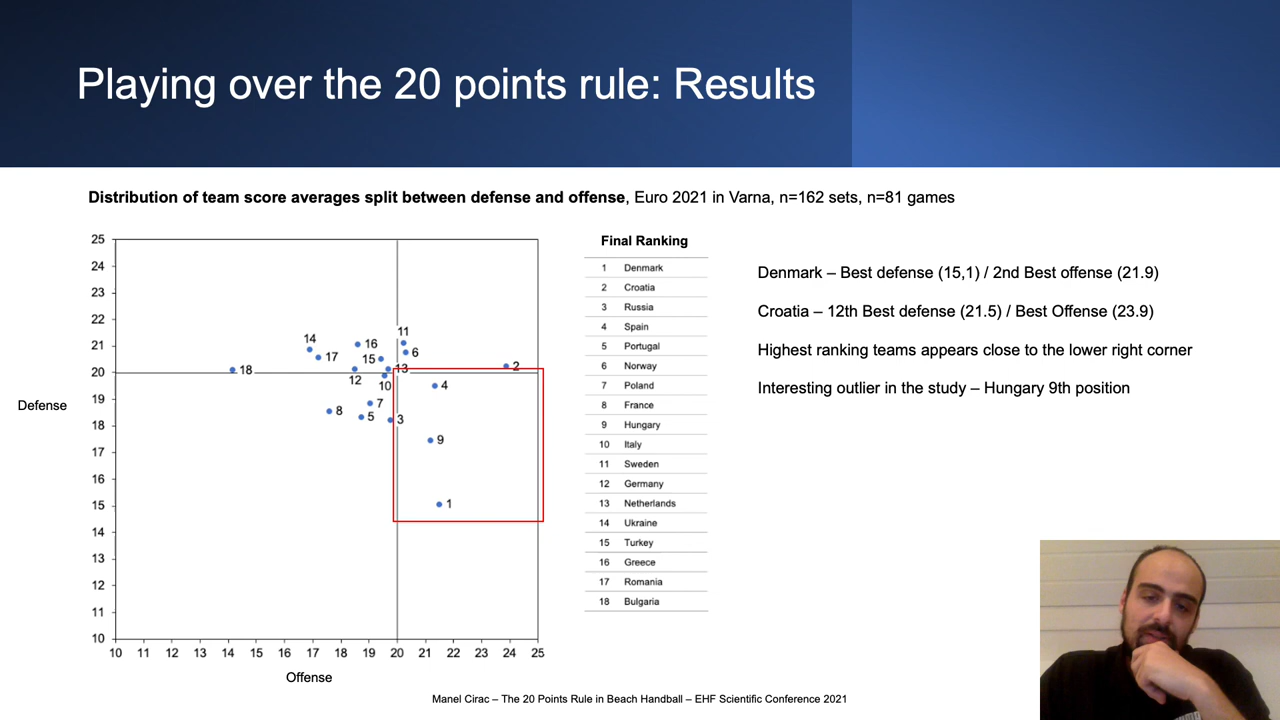 Playing over the 20 points rule: Results
Distribution of team score averages split between defense and offense, Euro 2021 in Varna, n=162 sets, n=81 games
25
24
23
22
21
20
19
18
17
16
15
14
13
12
11
10
Defense
14
17
18
16
15
12
10
13
11
6
2
4
8
7
5
3
9
1
10 11 12 13 14 15 16 17 18 19 20 21 22 23 24 25
Offense
Final Ranking
1 Denmark
2 Croatia
3 Russia
4 Spain
5 Portugal
6 Norway
7 Poland
8 France
9 Hungary
10 Italy
11 Sweden
12 Germany
13 Netherlands
14 Ukraine
15 Turkey
16 Greece
17 Romania
18 Bulgaria
Denmark – Best defense (15,1) / 2nd Best offense (21.9)
Croatia – 12th Best defense (21.5) / Best Offense (23.9)
Highest ranking teams appears close to the lower right corner
Interesting outlier in the study – Hungary 9th position
Manel Cirac – The 20 Points Rule in Beach Handball – EHF Scientific Conference 2021